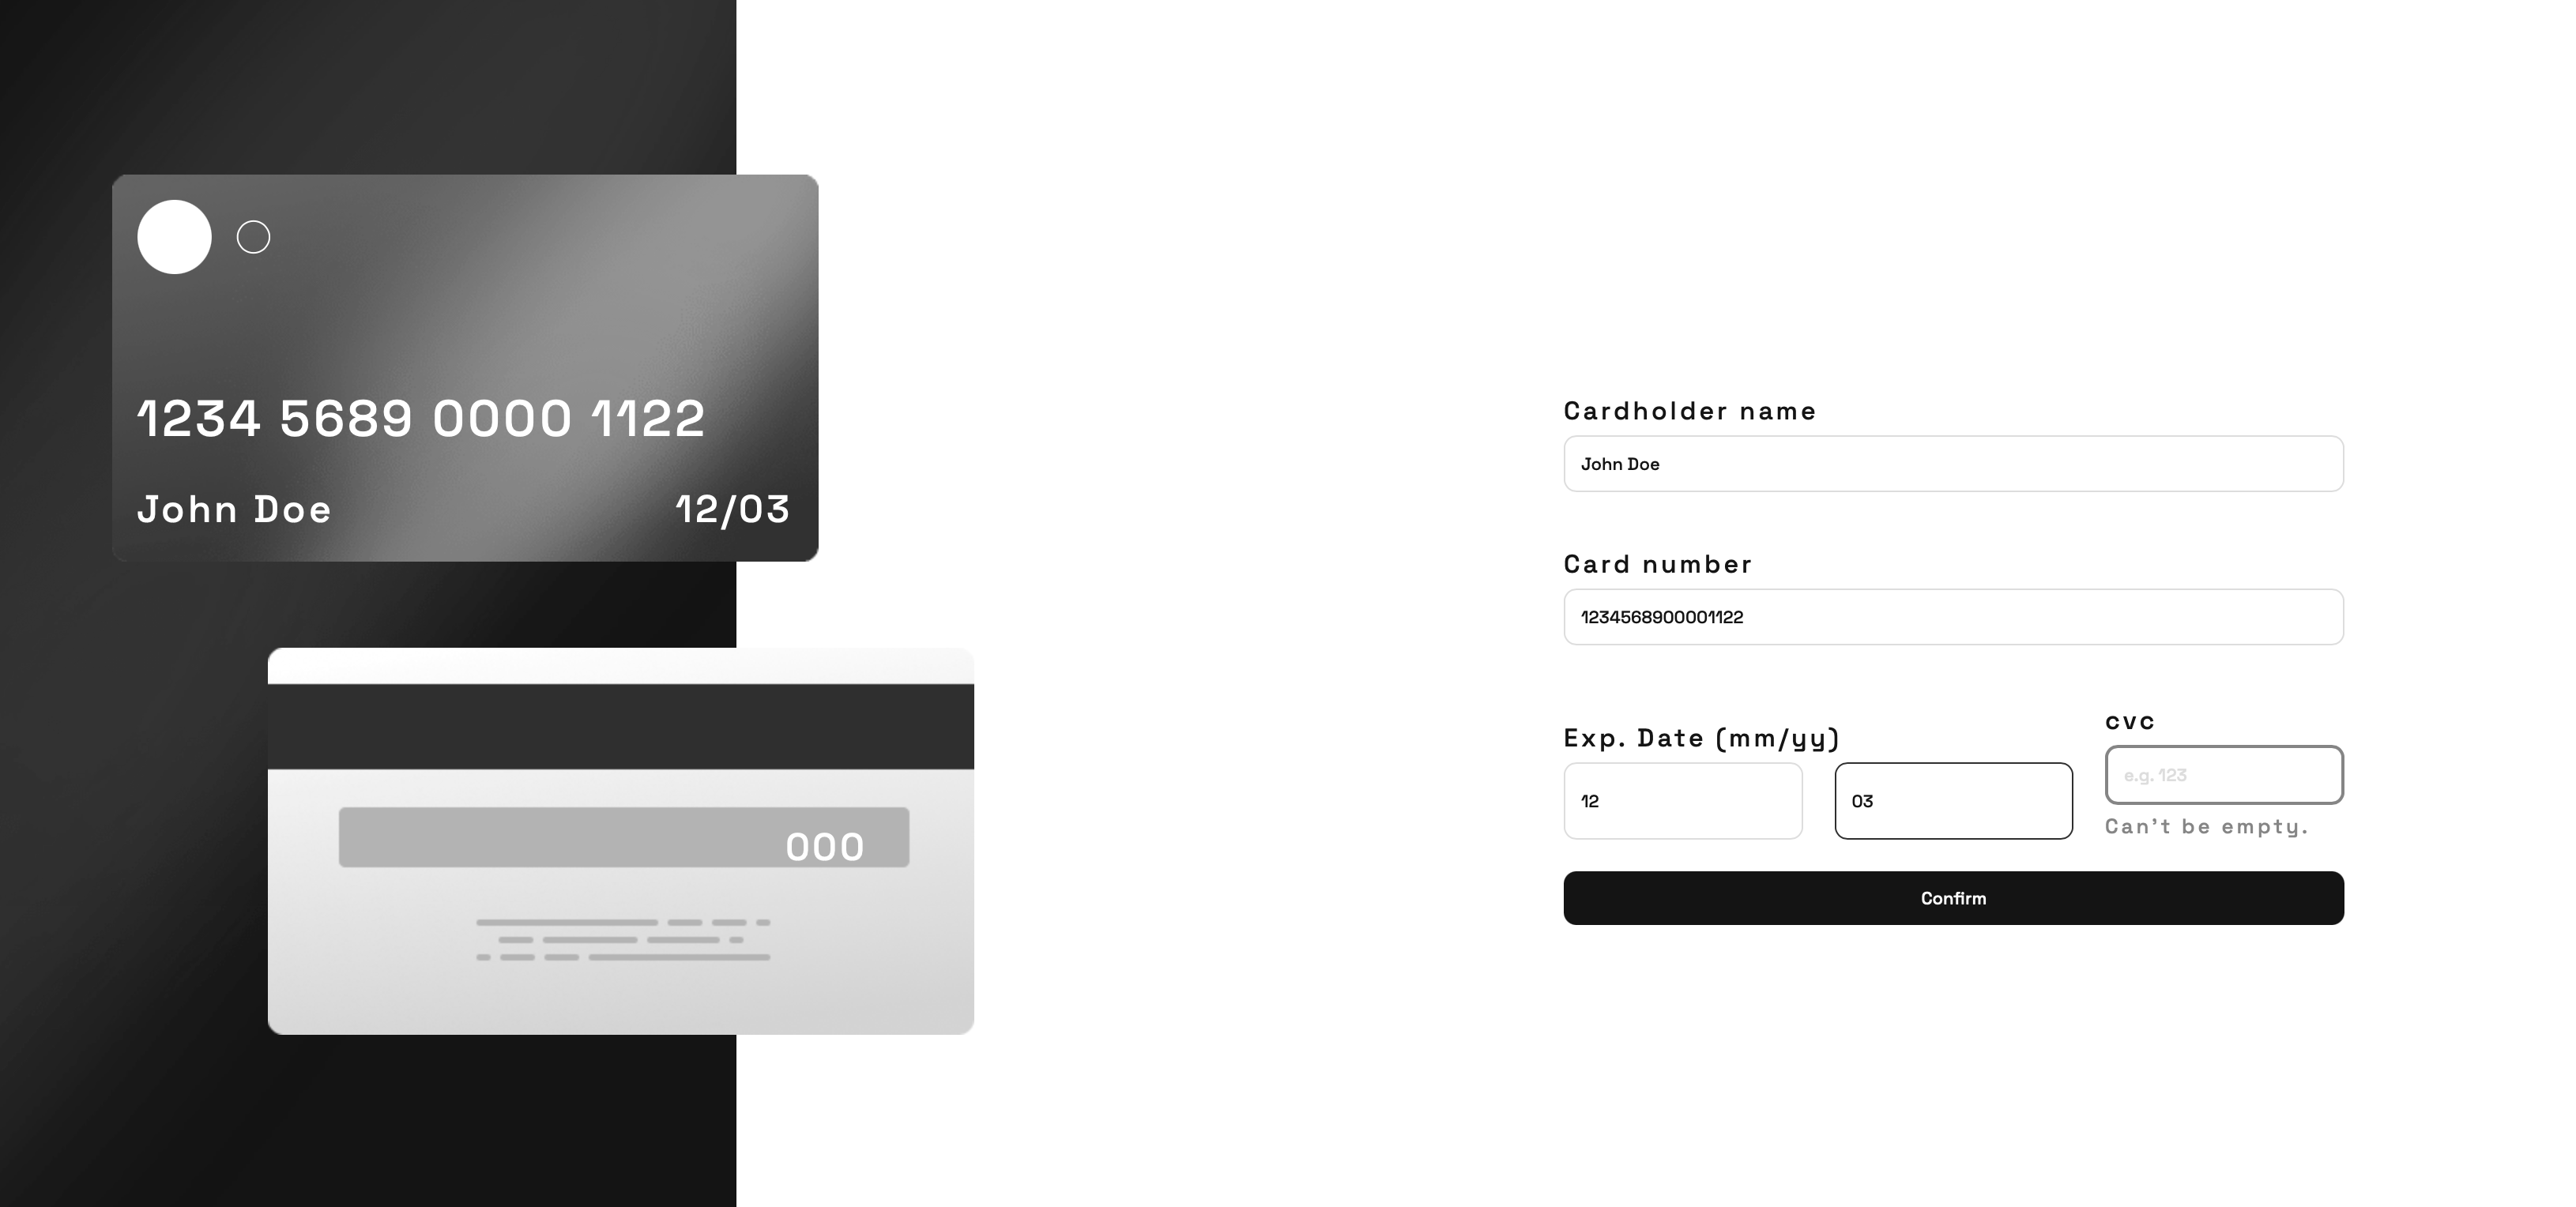 1234 5689 0000 1122
John Doe 12/03
000
Cardholder name
John Doe
Card number
1234568900001122
Exp. Date (mm/yy)
12 03
cvc
e.g. 123
Can't be empty.
Confirm